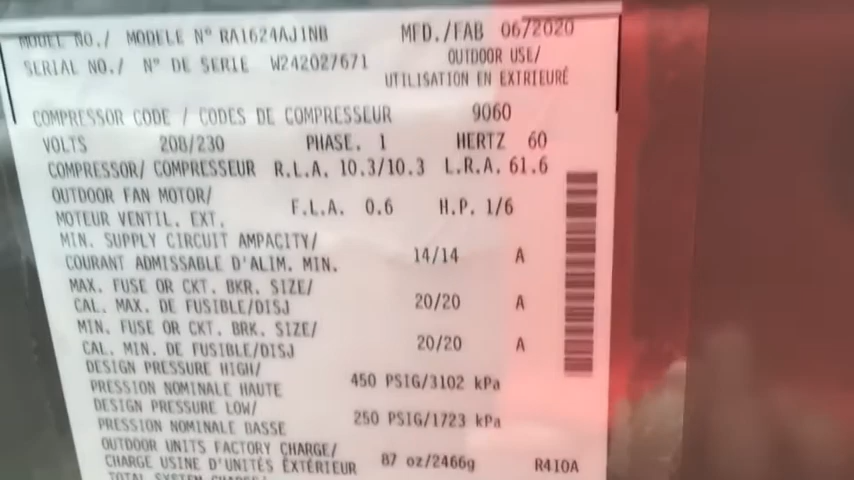 MODEL NO./ MODELE N° RA1624AJ1NB MFD./FAB 06/2020
SERIAL NO./ N° DE SERIE W242027671 OUTDOOR USE/
UTILISATION EN EXTRIEURÉ
COMPRESSOR CODE / CODES DE COMPRESSEUR 9060
VOLTS 208/230 PHASE. 1 HERTZ 60
COMPRESSOR/ COMPRESSEUR R.L.A. 10.3/10.3 L.R.A. 61.6
OUTDOOR FAN MOTOR/
MOTEUR VENTIL. EXT. F.L.A. 0.6 H.P. 1/6
MIN. SUPPLY CIRCUIT AMPACITY/
COURANT ADMISSABLE D'ALIM. MIN. 14/14 A
MAX. FUSE OR CKT. BKR. SIZE/
CAL. MAX. DE FUSIBLE/DISJ 20/20 A
MIN. FUSE OR CKT. BRK. SIZE/
CAL. MIN. DE FUSIBLE/DISJ 20/20 A
DESIGN PRESSURE HIGH/
PRESSION NOMINALE HAUTE 450 PSIG/3102 kPa
DESIGN PRESSURE LOW/
PRESSION NOMINALE BASSE 250 PSIG/1723 kPa
OUTDOOR UNITS FACTORY CHARGE/
CHARGE USINE D'UNITÉS ÉXTÉRIEUR 87 oz/2466g R410A
TOTAL SYSTEM CHARGE/